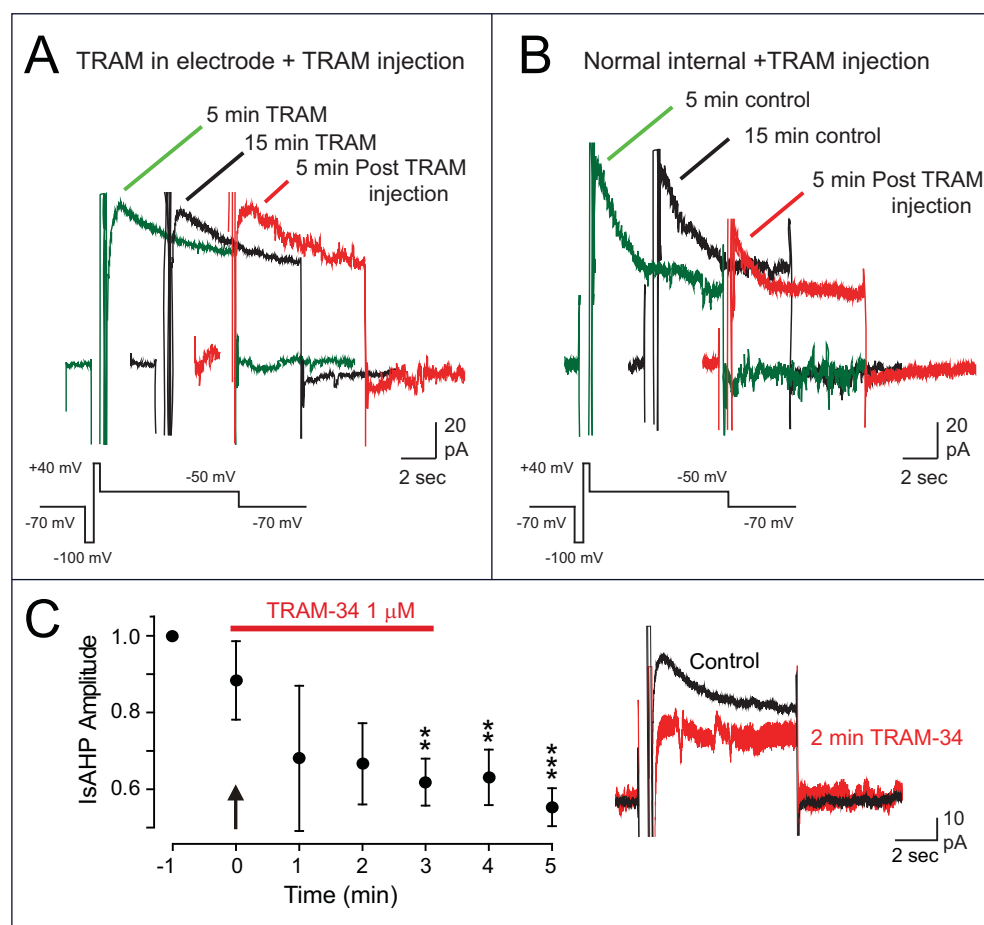 A
TRAM in electrode + TRAM injection
5 min TRAM
15 min TRAM
5 min Post TRAM
injection
20
pA
2 sec
+40 mV
-50 mV
-70 mV
-70 mV
-100 mV
B
Normal internal +TRAM injection
5 min control
15 min control
5 min Post TRAM
injection
20
pA
2 sec
+40 mV
-50 mV
-70 mV
-70 mV
-100 mV
C
TRAM-34 1 μM
IsAHP Amplitude
1.0
0.8
0.6
**
**
***
-1 0 1 2 3 4 5
Time (min)
Control
2 min TRAM-34
10
pA
2 sec